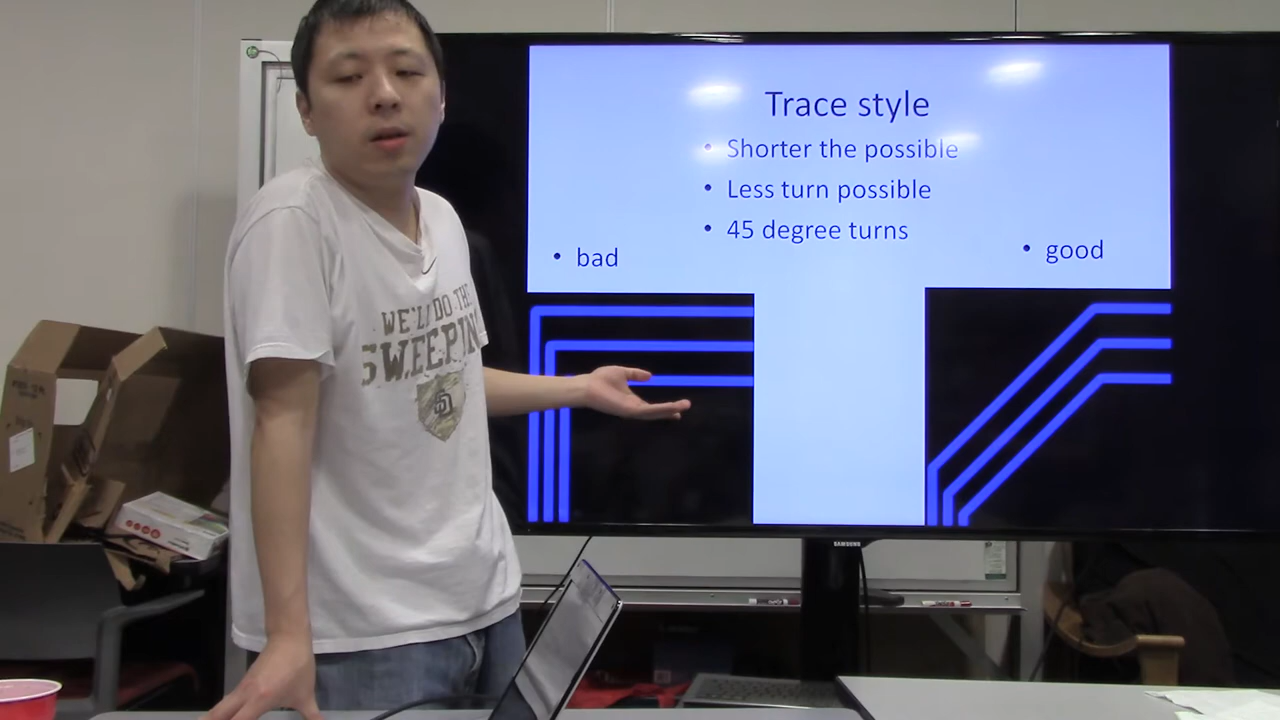 Trace style
• Shorter the possible
• Less turn possible
• 45 degree turns
• bad
• good
WE'LL DO THE
SWEEPING
SD
SAMSUNG